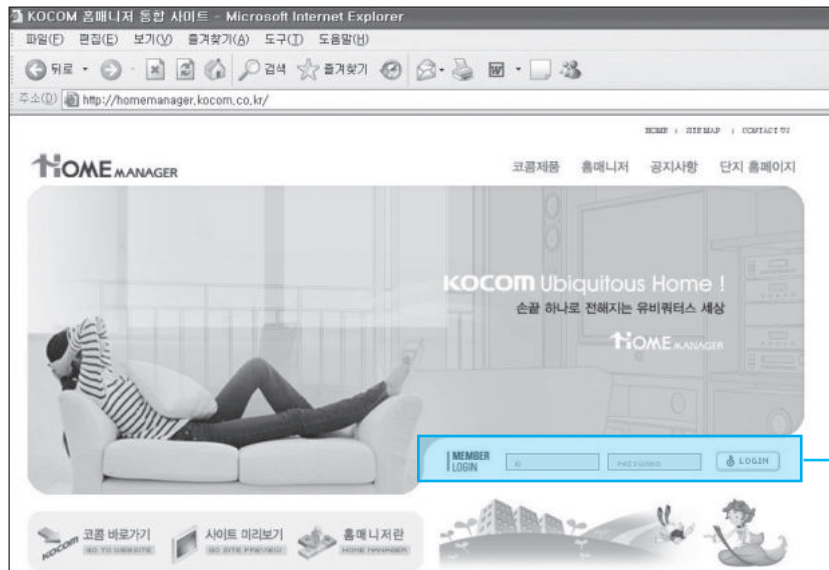 KOCOM 홈매니저 통합 사이트 - Microsoft Internet Explorer
파일(F) 편집(E) 보기(V) 즐겨찾기(A) 도구(T) 도움말(H)
뒤로 검색 즐겨찾기
주소(D) http://homemanager.kocom.co.kr/
HOME | SITEMAP | CONTACT US
HOME MANAGER
코콤제품 홈매니저 공지사항 단지 홈페이지
KOCOM Ubiquitous Home !
손끝 하나로 전해지는 유비쿼터스 세상
HOME MANAGER
MEMBER LOGIN ID PASSWORD LOGIN
KOCOM 코콤 바로가기 사이트 미리보기 홈매니저란
GO TO WEBSITE GO SITE PREVIEW HOME MANAGER